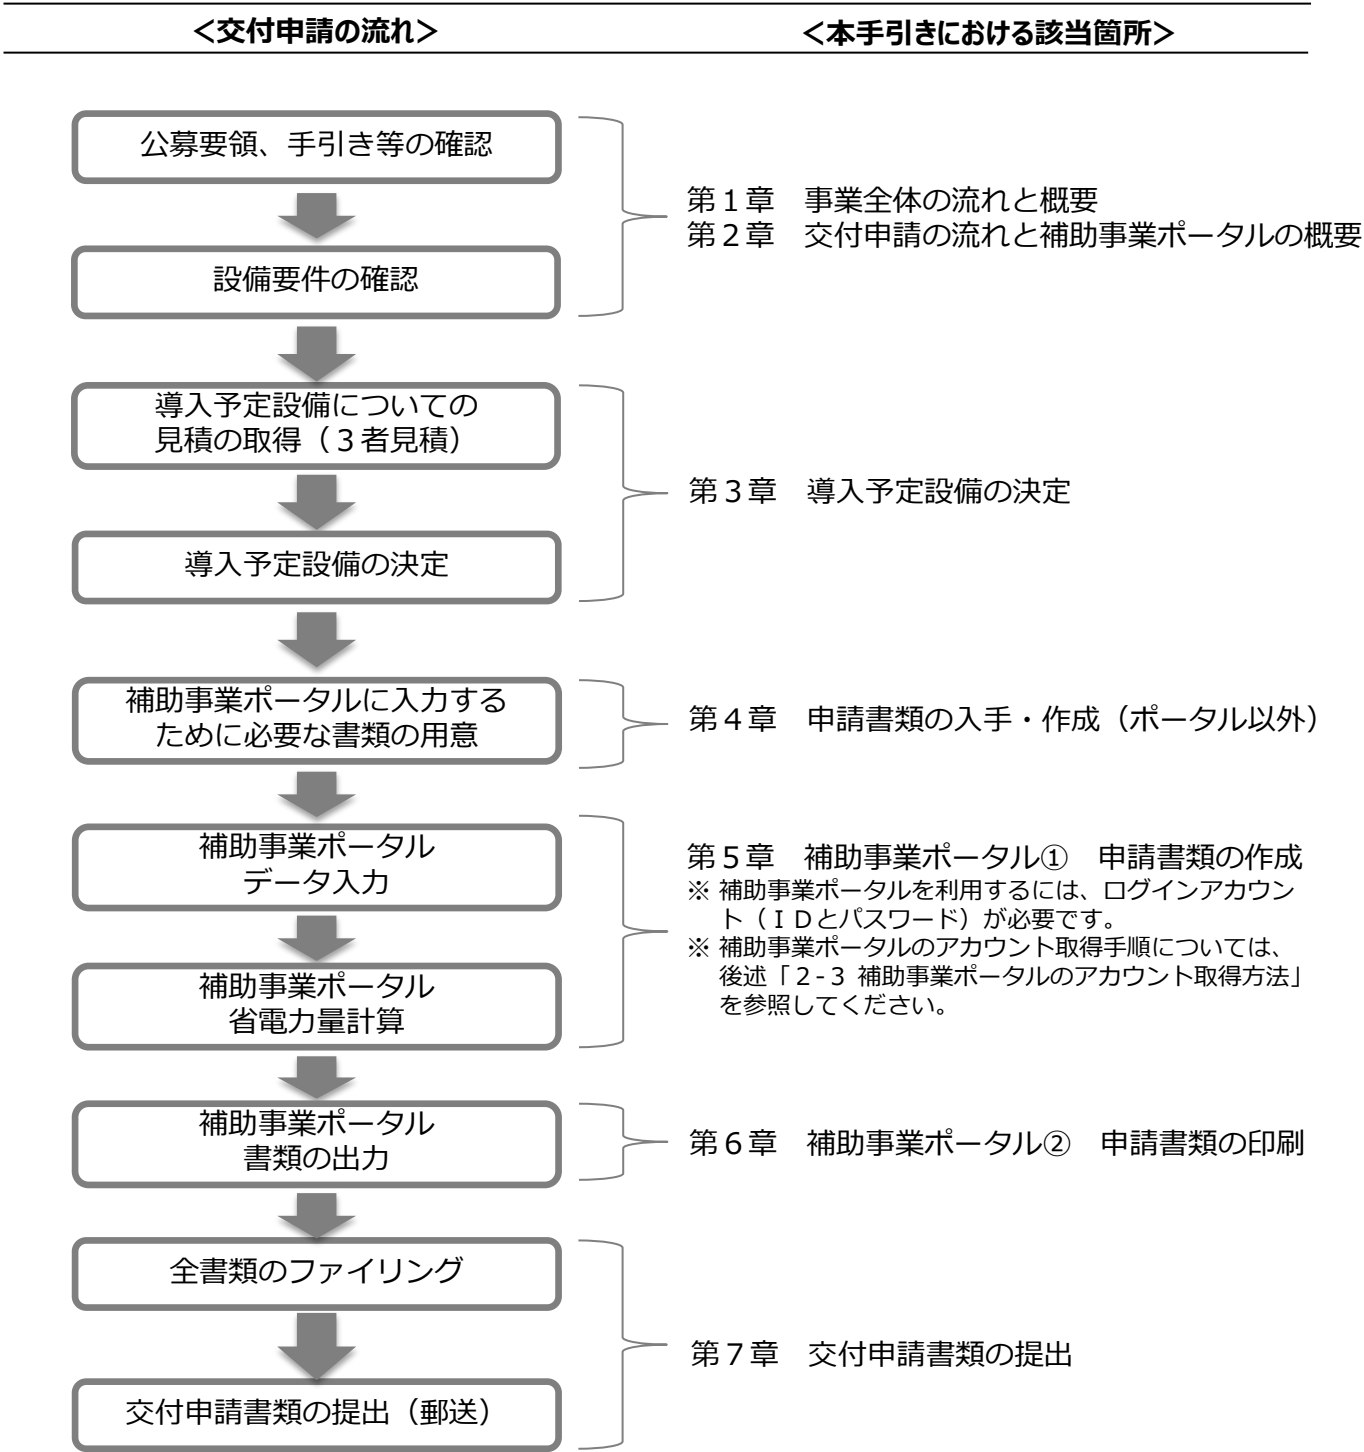 ＜交付申請の流れ＞
＜本手引きにおける該当箇所＞
公募要領、手引き等の確認
設備要件の確認
第１章　事業全体の流れと概要
第２章　交付申請の流れと補助事業ポータルの概要
導入予定設備についての
見積の取得（３者見積）
導入予定設備の決定
第３章　導入予定設備の決定
補助事業ポータルに入力する
ために必要な書類の用意
第４章　申請書類の入手・作成（ポータル以外）
補助事業ポータル
データ入力
補助事業ポータル
省電力量計算
第５章　補助事業ポータル①　申請書類の作成
※ 補助事業ポータルを利用するには、ログインアカウン
ト（ＩＤとパスワード）が必要です。
※ 補助事業ポータルのアカウント取得手順については、
後述「２-３ 補助事業ポータルのアカウント取得方法」
を参照してください。
補助事業ポータル
書類の出力
第６章　補助事業ポータル②　申請書類の印刷
全書類のファイリング
交付申請書類の提出（郵送）
第７章　交付申請書類の提出